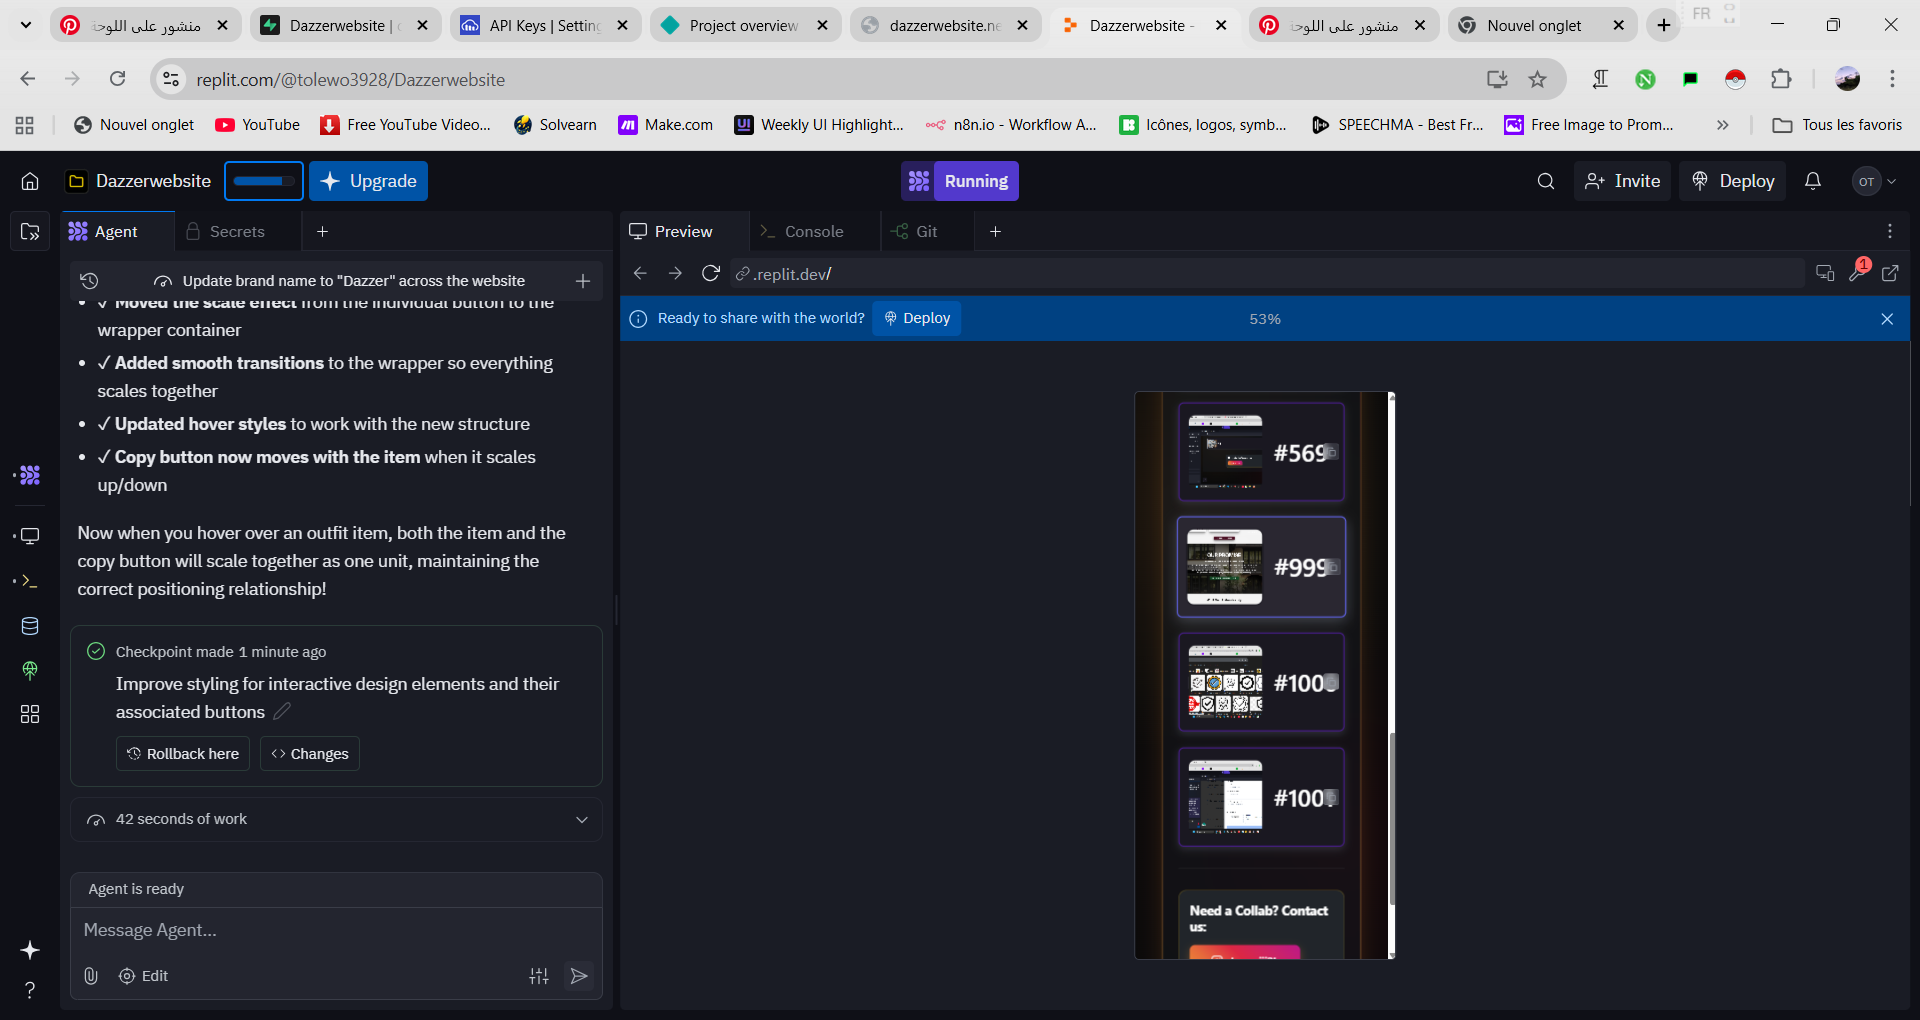 منشور على اللوحة
Dazzerwebsite |
API Keys | Setting
Project overview
dazzerwebsite.ne
Dazzerwebsite -
منشور على اللوحة
Nouvel onglet
FR
replit.com/@tolewo3928/Dazzerwebsite
Nouvel onglet
YouTube
Free YouTube Video...
Solvearn
Make.com
Weekly UI Highlight...
n8n.io - Workflow A...
Icônes, logos, symb...
SPEECHMA - Best Fr...
Free Image to Prom...
Tous les favoris
Dazzerwebsite
Upgrade
Running
Invite
Deploy
OT
Agent
Secrets
Preview
Console
Git
Update brand name to "Dazzer" across the website
.replit.dev/
1
Ready to share with the world?
Deploy
53%
• ✓ Moved the scale effect from the individual button to the
wrapper container
• ✓ Added smooth transitions to the wrapper so everything
scales together
• ✓ Updated hover styles to work with the new structure
• ✓ Copy button now moves with the item when it scales
up/down
Now when you hover over an outfit item, both the item and the
copy button will scale together as one unit, maintaining the
correct positioning relationship!
Checkpoint made 1 minute ago
Improve styling for interactive design elements and their
associated buttons
Rollback here
Changes
42 seconds of work
Agent is ready
Message Agent...
Edit
#569
OUR PROMISE
#999
#100
#100
Need a Collab? Contact
us: